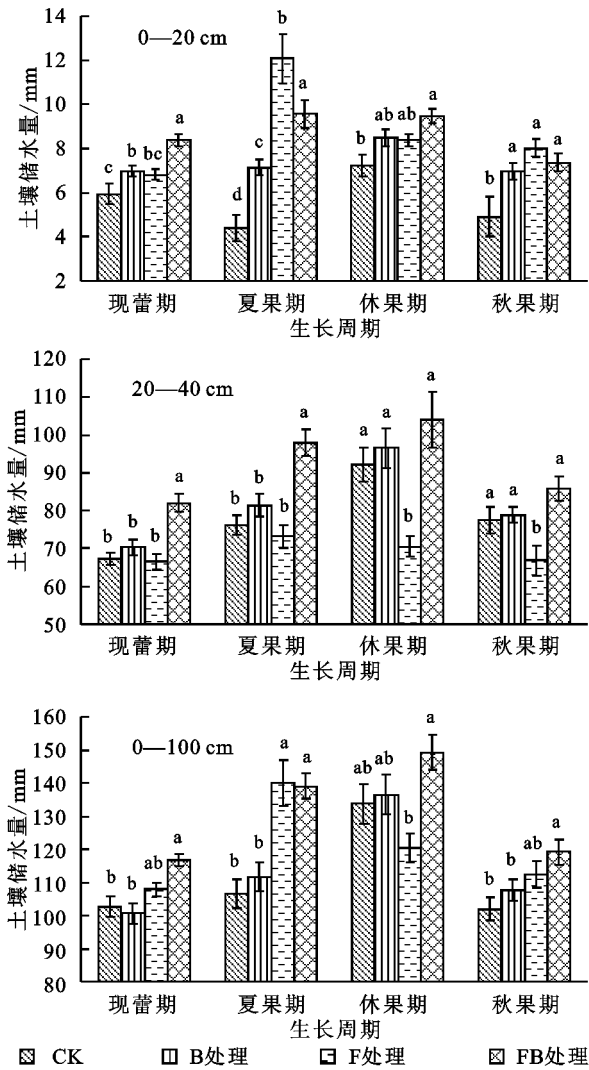 0—20 cm
土壤储水量/mm
14
12
10
8
6
4
2
c b bc a
d c b a
b ab ab a
b a a a
现蕾期 夏果期 休果期 秋果期
生长周期
20—40 cm
土壤储水量/mm
120
110
100
90
80
70
60
50
b b b a
b b b a
a a b a
a a b a
现蕾期 夏果期 休果期 秋果期
生长周期
0—100 cm
土壤储水量/mm
160
150
140
130
120
110
100
90
80
b b ab a
b b a a
ab ab b a
b b ab a
现蕾期 夏果期 休果期 秋果期
生长周期
CK B处理 F处理 FB处理